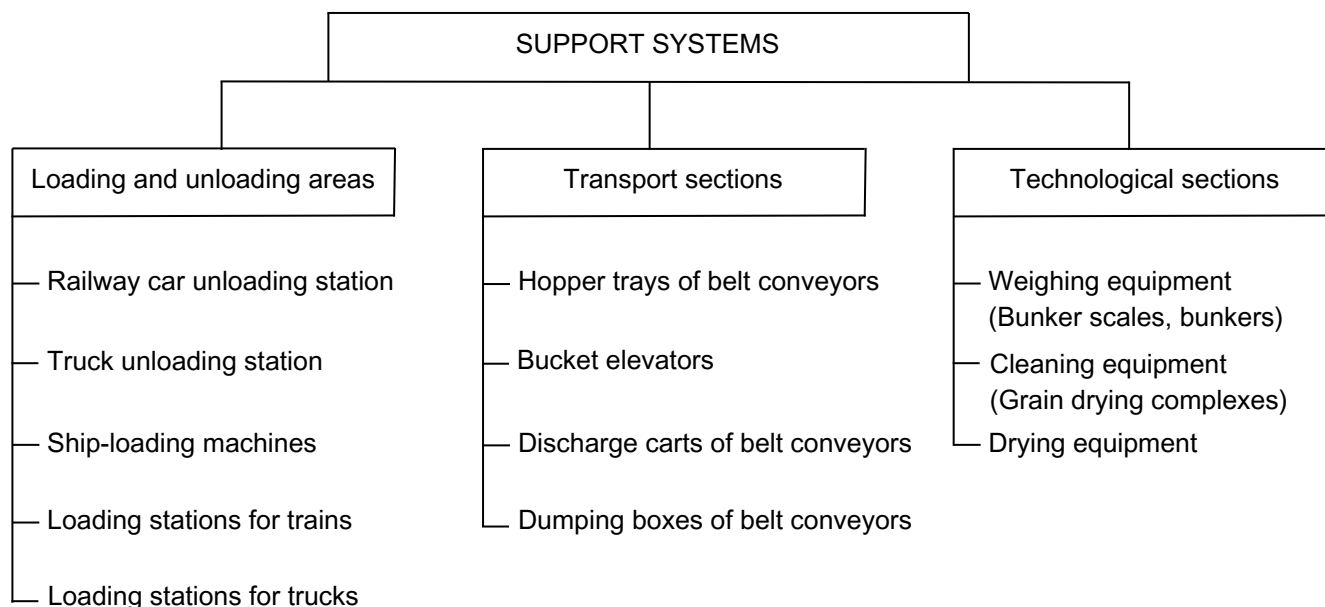 SUPPORT SYSTEMS
Loading and unloading areas
Railway car unloading station
Truck unloading station
Ship-loading machines
Loading stations for trains
Loading stations for trucks
Transport sections
Hopper trays of belt conveyors
Bucket elevators
Discharge carts of belt conveyors
Dumping boxes of belt conveyors
Technological sections
Weighing equipment
(Bunker scales, bunkers)
Cleaning equipment
(Grain drying complexes)
Drying equipment